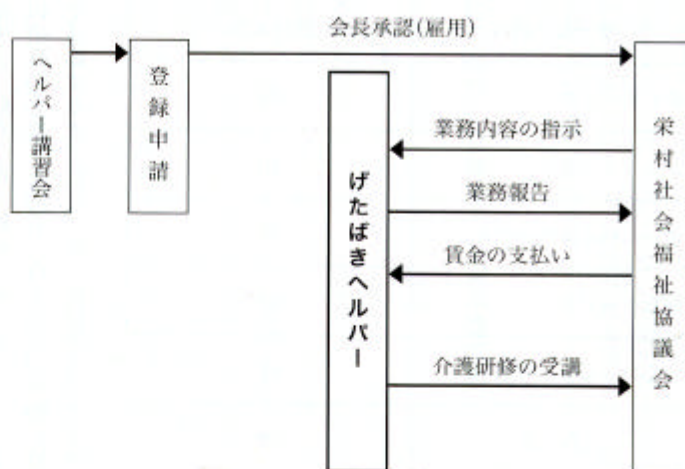 会長承認(雇用)
ヘルパー講習会
登録申請
げたばきヘルパー
業務内容の指示
業務報告
賃金の支払い
介護研修の受講
栄村社会福祉協議会